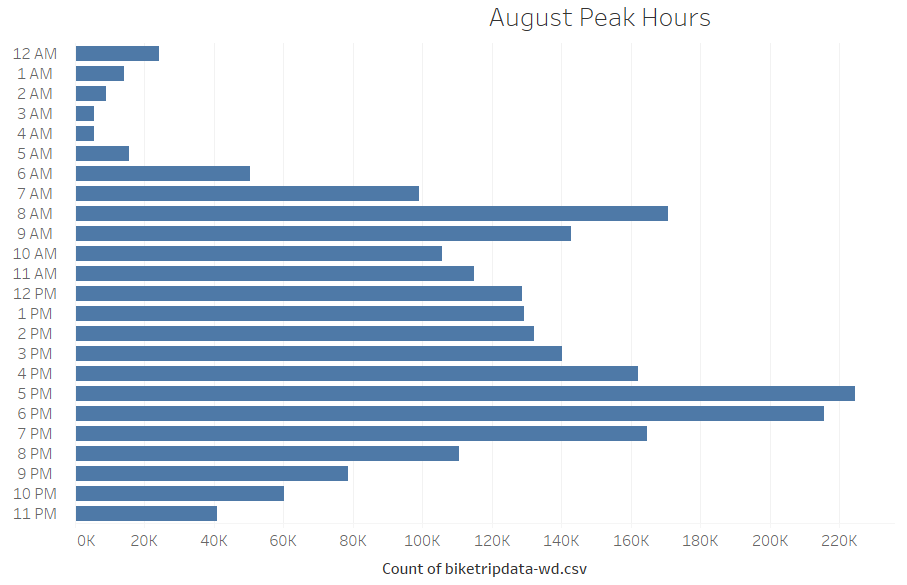 August Peak Hours
12 AM
1 AM
2 AM
3 AM
4 AM
5 AM
6 AM
7 AM
8 AM
9 AM
10 AM
11 AM
12 PM
1 PM
2 PM
3 PM
4 PM
5 PM
6 PM
7 PM
8 PM
9 PM
10 PM
11 PM
0K 20K 40K 60K 80K 100K 120K 140K 160K 180K 200K 220K
Count of biketripdata-wd.csv